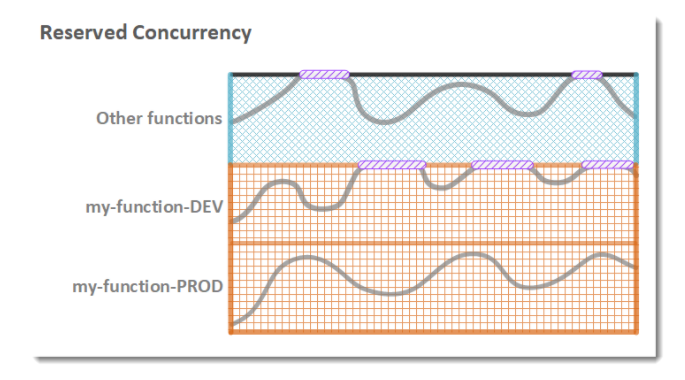 Reserved Concurrency
Other functions
my-function-DEV
my-function-PROD